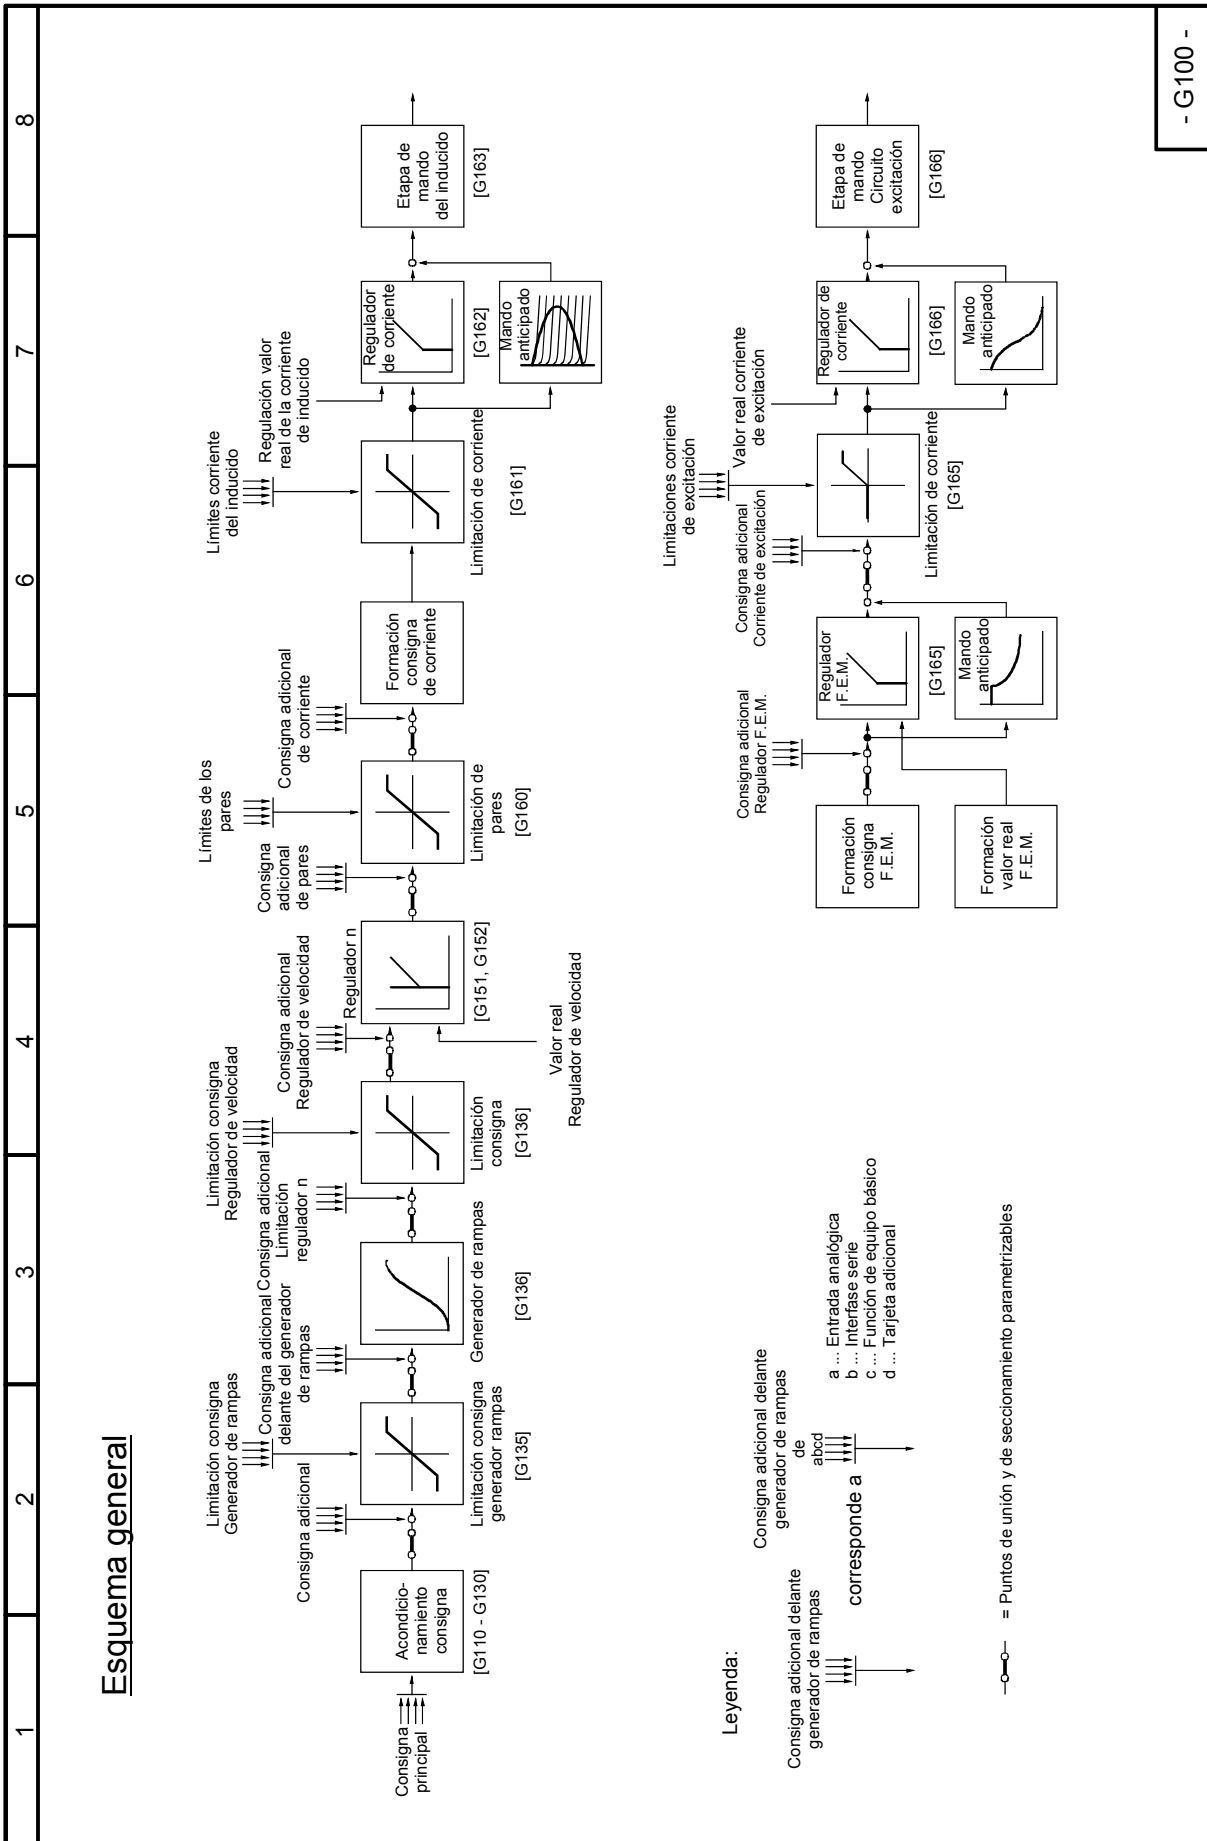 Esquema general
Consigna
principal
Acondicio-
namiento
consigna
[G110 - G130]
Consigna adicional
Limitación consigna
Generador de rampas
Limitación consigna
generador rampas
[G135]
Consigna adicional
delante del generador
de rampas
Generador de rampas
[G136]
Consigna adicional
Limitación
regulador n
Limitación consigna
Regulador de velocidad
Limitación
consigna
[G136]
Consigna adicional
Regulador de velocidad
Regulador n
[G151, G152]
Valor real
Regulador de velocidad
Consigna
adicional
de pares
Límites de los
pares
Limitación de
pares
[G160]
Consigna adicional
de corriente
Formación
consigna
de corriente
Límites corriente
del inducido
Limitación de corriente
[G161]
Regulación valor
real de la corriente
de inducido
Regulador
de corriente
[G162]
Mando
anticipado
Etapa de
mando
del inducido
[G163]
Formación
consigna
F.E.M.
Formación
valor real
F.E.M.
Consigna adicional
Regulador F.E.M.
Regulador
F.E.M.
[G165]
Mando
anticipado
Consigna adicional
Corriente de excitación
Limitaciones corriente
de excitación
Limitación de corriente
[G165]
Valor real corriente
de excitación
Regulador de
corriente
[G166]
Mando
anticipado
Etapa de
mando
Circuito
excitación
[G166]
Leyenda:
Consigna adicional delante
generador de rampas
corresponde a
Consigna adicional delante
generador de rampas
de
abcd
a ... Entrada analógica
b ... Interfase serie
c ... Función de equipo básico
d ... Tarjeta adicional
= Puntos de unión y de seccionamiento parametrizables
1
2
3
4
5
6
7
8
- G100 -